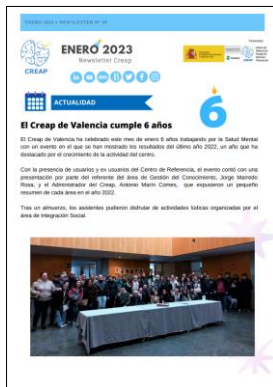 ENERO 2023 • NEWSLETTER Nº 09
ENERO 2023
Newsletter Creap
CREAP
ACTUALIDAD
6
El Creap de Valencia cumple 6 años
El Creap de Valencia ha celebrado este mes de enero 6 años trabajando por la Salud Mental
con un evento en el que se han mostrado los resultados del último año 2022, un año que ha
destacado por el crecimiento de la actividad del centro.
Con la presencia de usuarios y ex usuarios del Centro de Referencia, el evento contó con una
presentación por parte del referente del área de Gestión del Conocimiento, Jorge Marredo
Rosa, y el Administrador del Creap, Antonio Marín Comes, que expusieron un pequeño
resumen de cada área en el año 2022.
Tras un almuerzo, los asistentes pudieron disfrutar de actividades lúdicas organizadas por el
área de Integración Social.